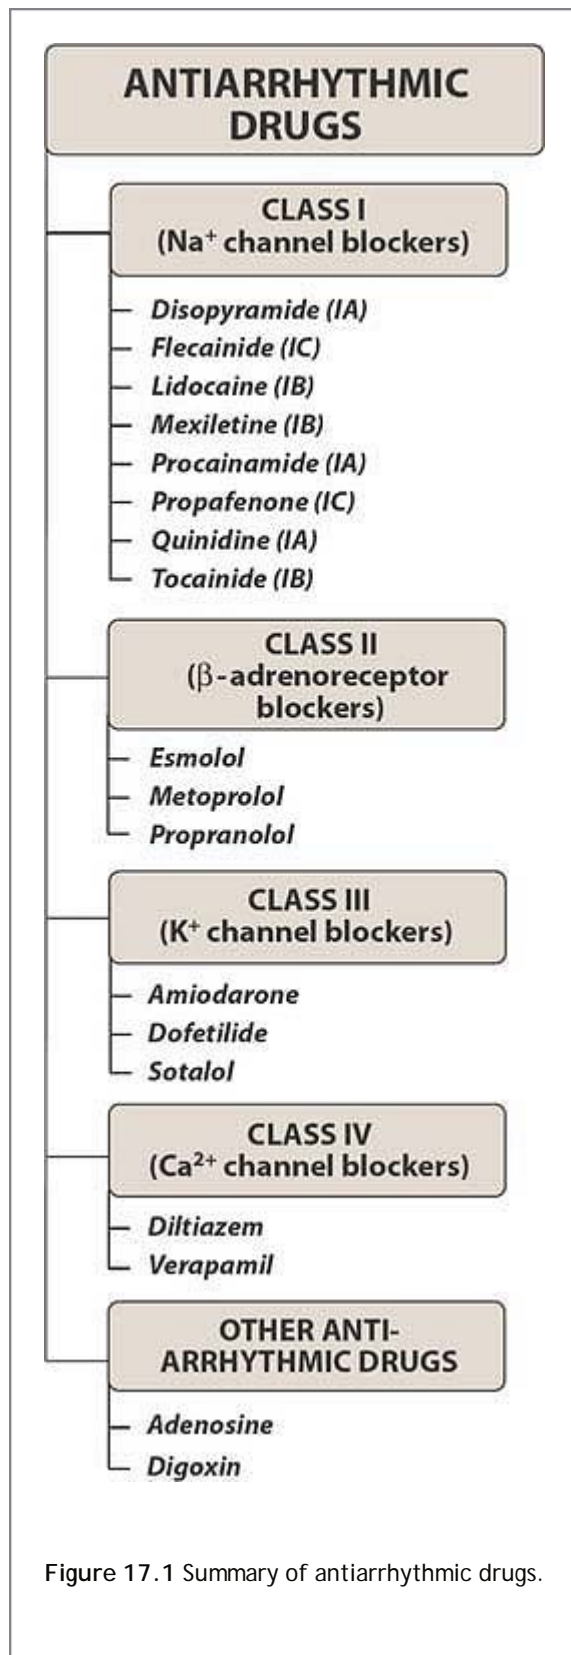 ANTIARRHYTHMIC
DRUGS
CLASS I
(Na⁺ channel blockers)
Disopyramide (IA)
Flecainide (IC)
Lidocaine (IB)
Mexiletine (IB)
Procainamide (IA)
Propafenone (IC)
Quinidine (IA)
Tocainide (IB)
CLASS II
(β-adrenoreceptor
blockers)
Esmolol
Metoprolol
Propranolol
CLASS III
(K⁺ channel blockers)
Amiodarone
Dofetilide
Sotalol
CLASS IV
(Ca²⁺ channel blockers)
Diltiazem
Verapamil
OTHER ANTI-
ARRHYTHMIC DRUGS
Adenosine
Digoxin
Figure 17.1 Summary of antiarrhythmic drugs.